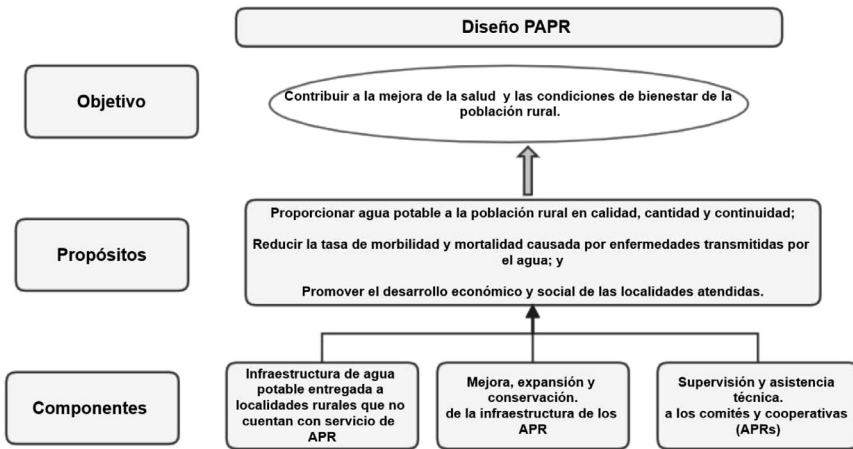 Diseño PAPR
Objetivo
Contribuir a la mejora de la salud y las condiciones de bienestar de la
población rural.
Propósitos
Proporcionar agua potable a la población rural en calidad, cantidad y continuidad;
Reducir la tasa de morbilidad y mortalidad causada por enfermedades transmitidas por
el agua; y
Promover el desarrollo económico y social de las localidades atendidas.
Componentes
Infraestructura de agua
potable entregada a
localidades rurales que no
cuentan con servicio de
APR
Mejora, expansión y
conservación.
de la infraestructura de los
APR
Supervisión y asistencia
técnica.
a los comités y cooperativas
(APRs)